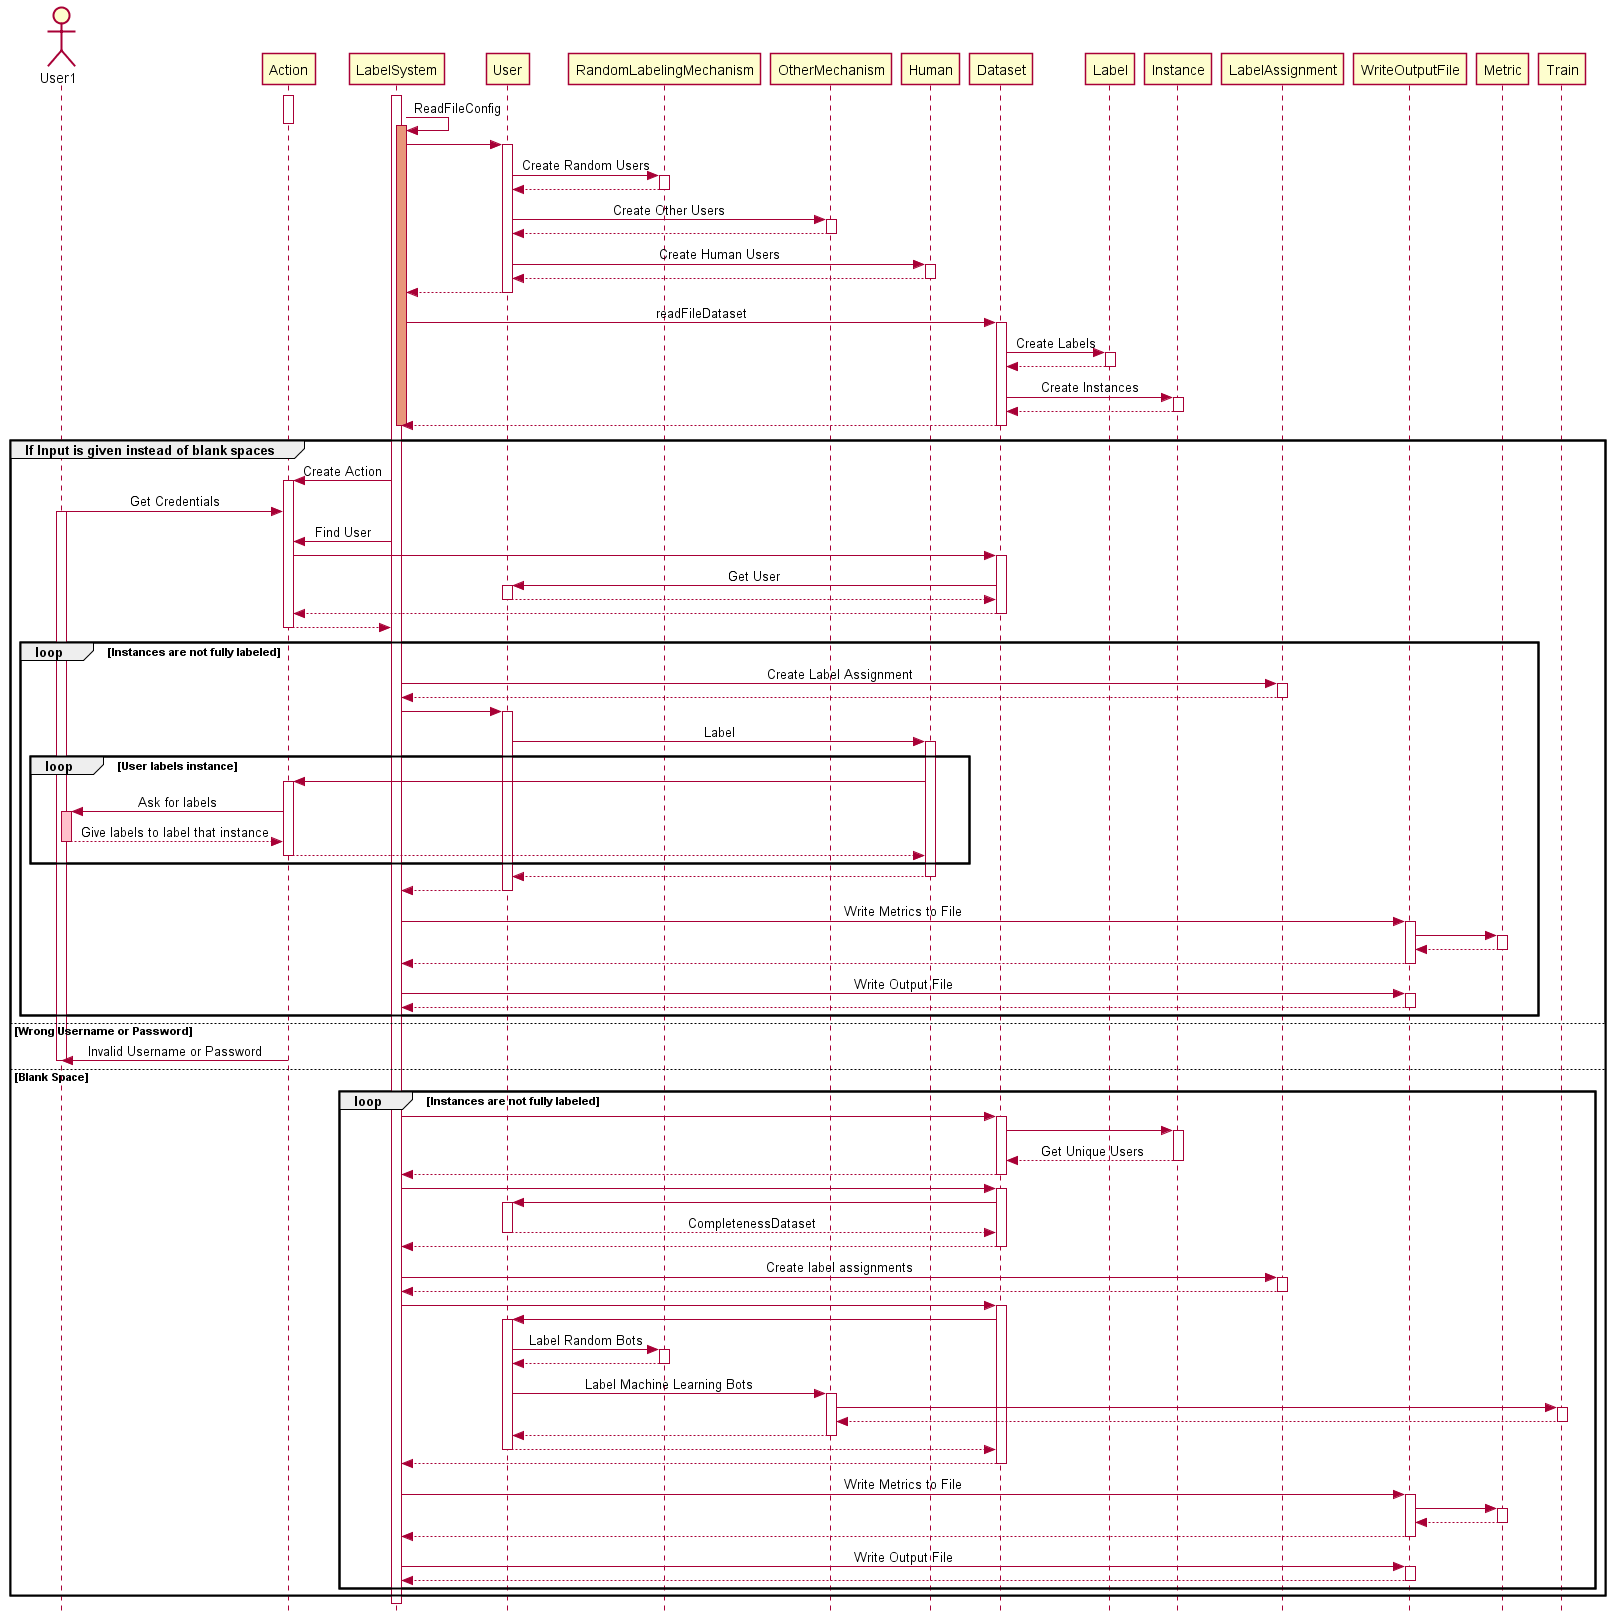 User1
Action
LabelSystem
User
RandomLabelingMechanism
OtherMechanism
Human
Dataset
Label
Instance
LabelAssignment
WriteOutputFile
Metric
Train
ReadFileConfig
Create Random Users
Create Other Users
Create Human Users
readFileDataset
Create Labels
Create Instances
If Input is given instead of blank spaces
Create Action
Get Credentials
Find User
Get User
loop [Instances are not fully labeled]
Create Label Assignment
Label
loop [User labels instance]
Ask for labels
Give labels to label that instance
Write Metrics to File
Write Output File
[Wrong Username or Password]
Invalid Username or Password
[Blank Space]
loop [Instances are not fully labeled]
Get Unique Users
CompletenessDataset
Create label assignments
Label Random Bots
Label Machine Learning Bots
Write Metrics to File
Write Output File